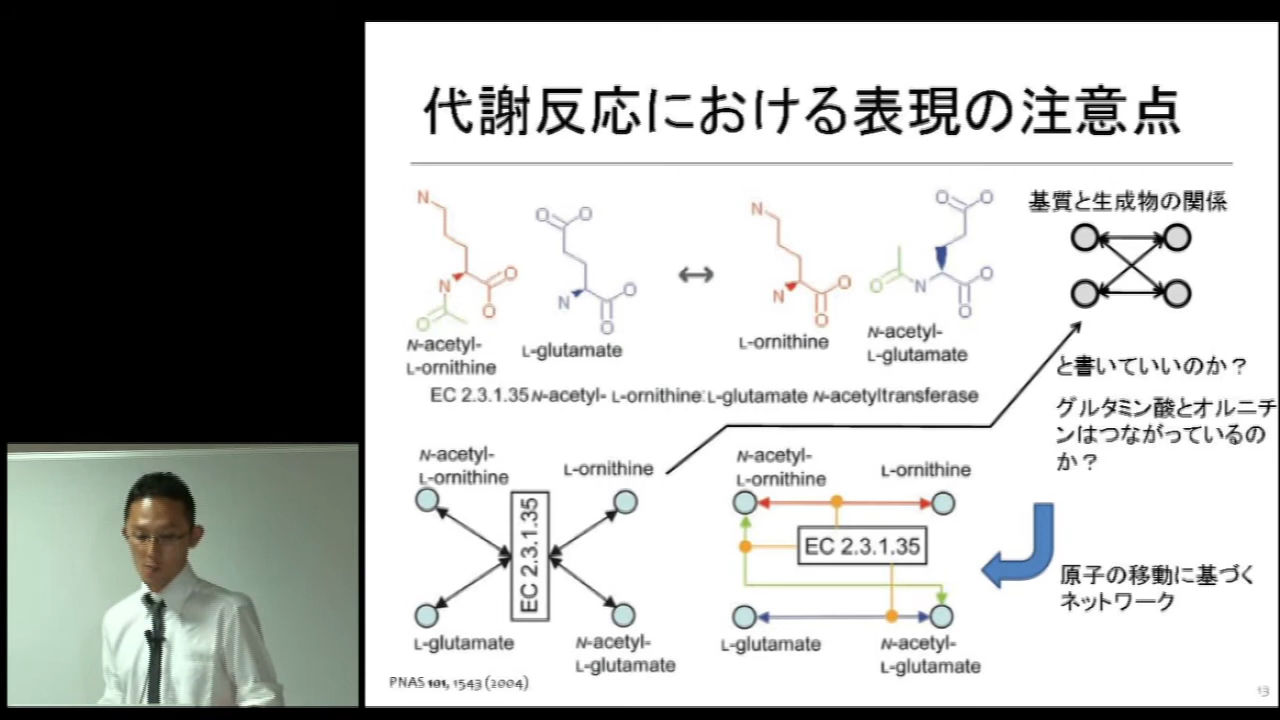 代謝反応における表現の注意点
基質と生成物の関係
N
O
O
N
O
O
N
O
O
N
O
O
N
O
O
N
O
O
O
N
O
O
N-acetyl-
L-ornithine
L-glutamate
L-ornithine
N-acetyl-
L-glutamate
EC 2.3.1.35 N-acetyl- L-ornithine:L-glutamate N-acetyltransferase
と書いていいのか？
グルタミン酸とオルニチ
ンはつながっているの
か？
N-acetyl-
L-ornithine
L-ornithine
EC 2.3.1.35
L-glutamate
N-acetyl-
L-glutamate
N-acetyl-
L-ornithine
L-ornithine
EC 2.3.1.35
L-glutamate
N-acetyl-
L-glutamate
原子の移動に基づく
ネットワーク
PNAS 101, 1543 (2004)
13